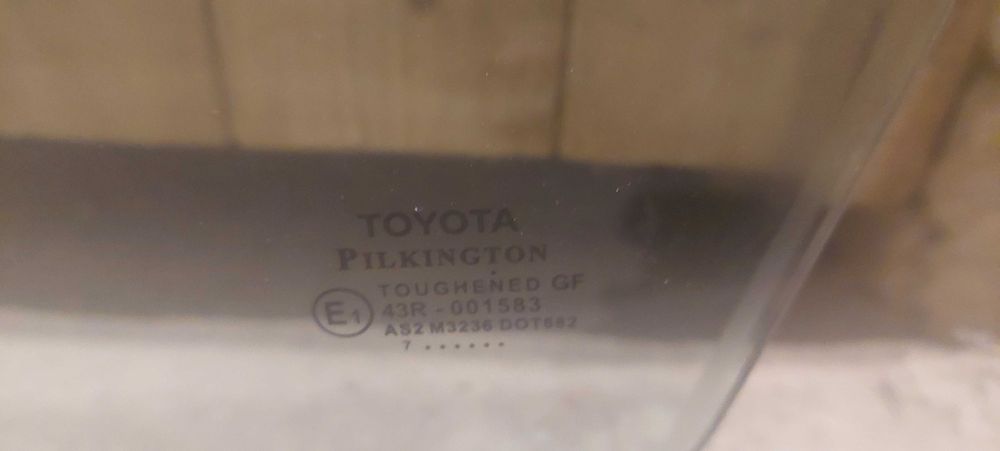 TOYOTA
PILKINGTON
TOUGHENED GF
E1
43R - 001583
AS2 M3236 DOT682
7 . . . . . .